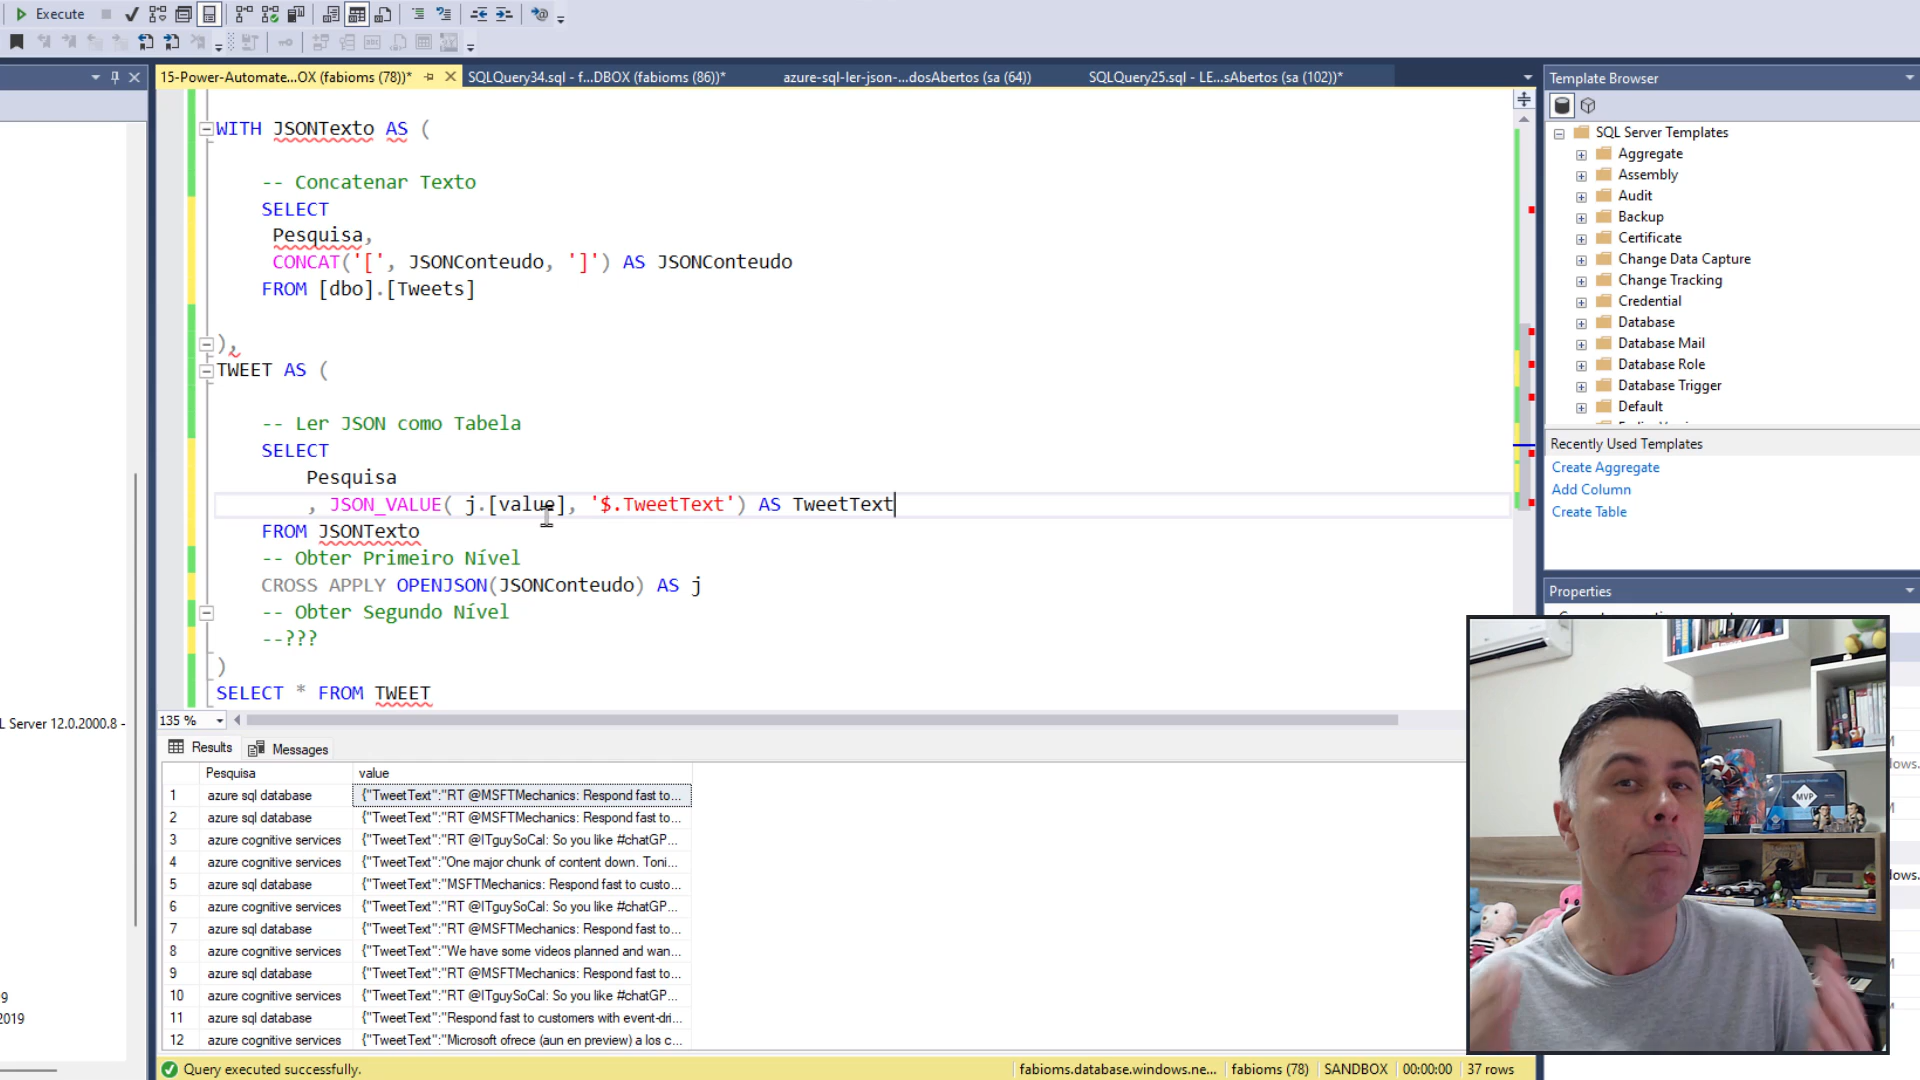 Execute
15-Power-Automate...OX (fabioms (78))*
SQLQuery34.sql - f...DBOX (fabioms (86))*
azure-sql-ler-json-...dosAbertos (sa (64))
SQLQuery25.sql - LE...sAbertos (sa (102))*
WITH JSONTexto AS (
-- Concatenar Texto
SELECT
Pesquisa,
CONCAT('[', JSONConteudo, ']') AS JSONConteudo
FROM [dbo].[Tweets]
),
TWEET AS (
-- Ler JSON como Tabela
SELECT
Pesquisa
, JSON_VALUE( j.[value], '$.TweetText') AS TweetText
FROM JSONTexto
-- Obter Primeiro Nível
CROSS APPLY OPENJSON(JSONConteudo) AS j
-- Obter Segundo Nível
--???
)
SELECT * FROM TWEET
135 %
L Server 12.0.2000.8 -
9
2019
Results
Messages
Pesquisa value
1 azure sql database {"TweetText":"RT @MSFTMechanics: Respond fast to...
2 azure sql database {"TweetText":"RT @MSFTMechanics: Respond fast to...
3 azure cognitive services {"TweetText":"RT @ITguySoCal: So you like #chatGP...
4 azure cognitive services {"TweetText":"One major chunk of content down. Toni...
5 azure sql database {"TweetText":"MSFTMechanics: Respond fast to custo...
6 azure cognitive services {"TweetText":"RT @ITguySoCal: So you like #chatGP...
7 azure sql database {"TweetText":"RT @MSFTMechanics: Respond fast to...
8 azure cognitive services {"TweetText":"We have some videos planned and wan...
9 azure sql database {"TweetText":"RT @MSFTMechanics: Respond fast to...
10 azure cognitive services {"TweetText":"RT @ITguySoCal: So you like #chatGP...
11 azure sql database {"TweetText":"Respond fast to customers with event-dri...
12 azure cognitive services {"TweetText":"Microsoft ofrece (aun en preview) a los c...
Query executed successfully.
fabioms.database.windows.ne...
fabioms (78)
SANDBOX
00:00:00
37 rows
Template Browser
SQL Server Templates
Aggregate
Assembly
Audit
Backup
Certificate
Change Data Capture
Change Tracking
Credential
Database
Database Mail
Database Role
Database Trigger
Default
Recently Used Templates
Create Aggregate
Add Column
Create Table
Properties
MVP